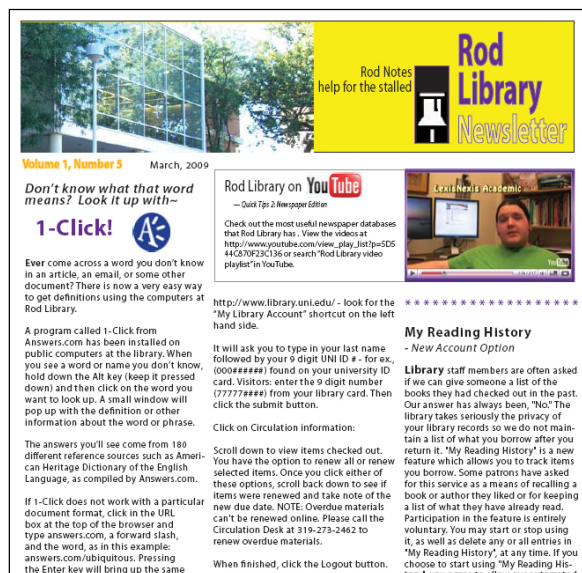 Rod Notes
help for the stalled
Rod
Library
Newsletter
Volume 1, Number 5
March, 2009
Don't know what that word
means? Look it up with~
1-Click!
Ever come across a word you don't know
in an article, an email, or some other
document? There is now a very easy way
to get definitions using the computers at
Rod Library.
A program called 1-Click from
Answers.com has been installed on
public computers at the library. When
you see a word or name you don't know,
hold down the Alt key (keep it pressed
down) and then click on the word you
want to look up. A small window will
pop up with the definition or other
information about the word or phrase.
The answers you'll see come from 180
different reference sources such as Ameri-
can Heritage Dictionary of the English
Language, as compiled by Answers.com.
If 1-Click does not work with a particular
document format, click in the URL
box at the top of the browser and
type answers.com, a forward slash,
and the word, as in this example:
answers.com/ubiquitous. Pressing
the Enter key will bring up the same
Rod Library on YouTube
— Quick Tips 2: Newspaper Edition
Check out the most useful newspaper databases
that Rod Library has . View the videos at
http://www.youtube.com/view_play_list?p=5D5
44C870F23C136 or search "Rod Library video
playlist" in YouTube.
LexisNexis Academic
http://www.library.uni.edu/ - look for the
"My Library Account" shortcut on the left
hand side.
It will ask you to type in your last name
followed by your 9 digit UNI ID # - for ex.,
(000######) found on your university ID
card. Visitors: enter the 9 digit number
(77777####) from your library card. Then
click the submit button.
Click on Circulation information:
Scroll down to view items checked out.
You have the option to renew all or renew
selected items. Once you click either of
these options, scroll back down to see if
items were renewed and take note of the
new due date. NOTE: Overdue materials
can't be renewed online. Please call the
Circulation Desk at 319-273-2462 to
renew overdue materials.
When finished, click the Logout button.
* * * * * * * * * * * * * * * * * * *
My Reading History
- New Account Option
Library staff members are often asked
if we can give someone a list of the
books they had checked out in the past.
Our answer has always been, "No." The
library takes seriously the privacy of
your library records so we do not main-
tain a list of what you borrow after you
return it. "My Reading History" is a new
feature which allows you to track items
you borrow. Some patrons have asked
for this service as a means of recalling a
book or author they liked or for keeping
a list of what they have already read.
Participation in the feature is entirely
voluntary. You may start or stop using
it, as well as delete any or all entries in
"My Reading History", at any time. If you
choose to start using "My Reading His-